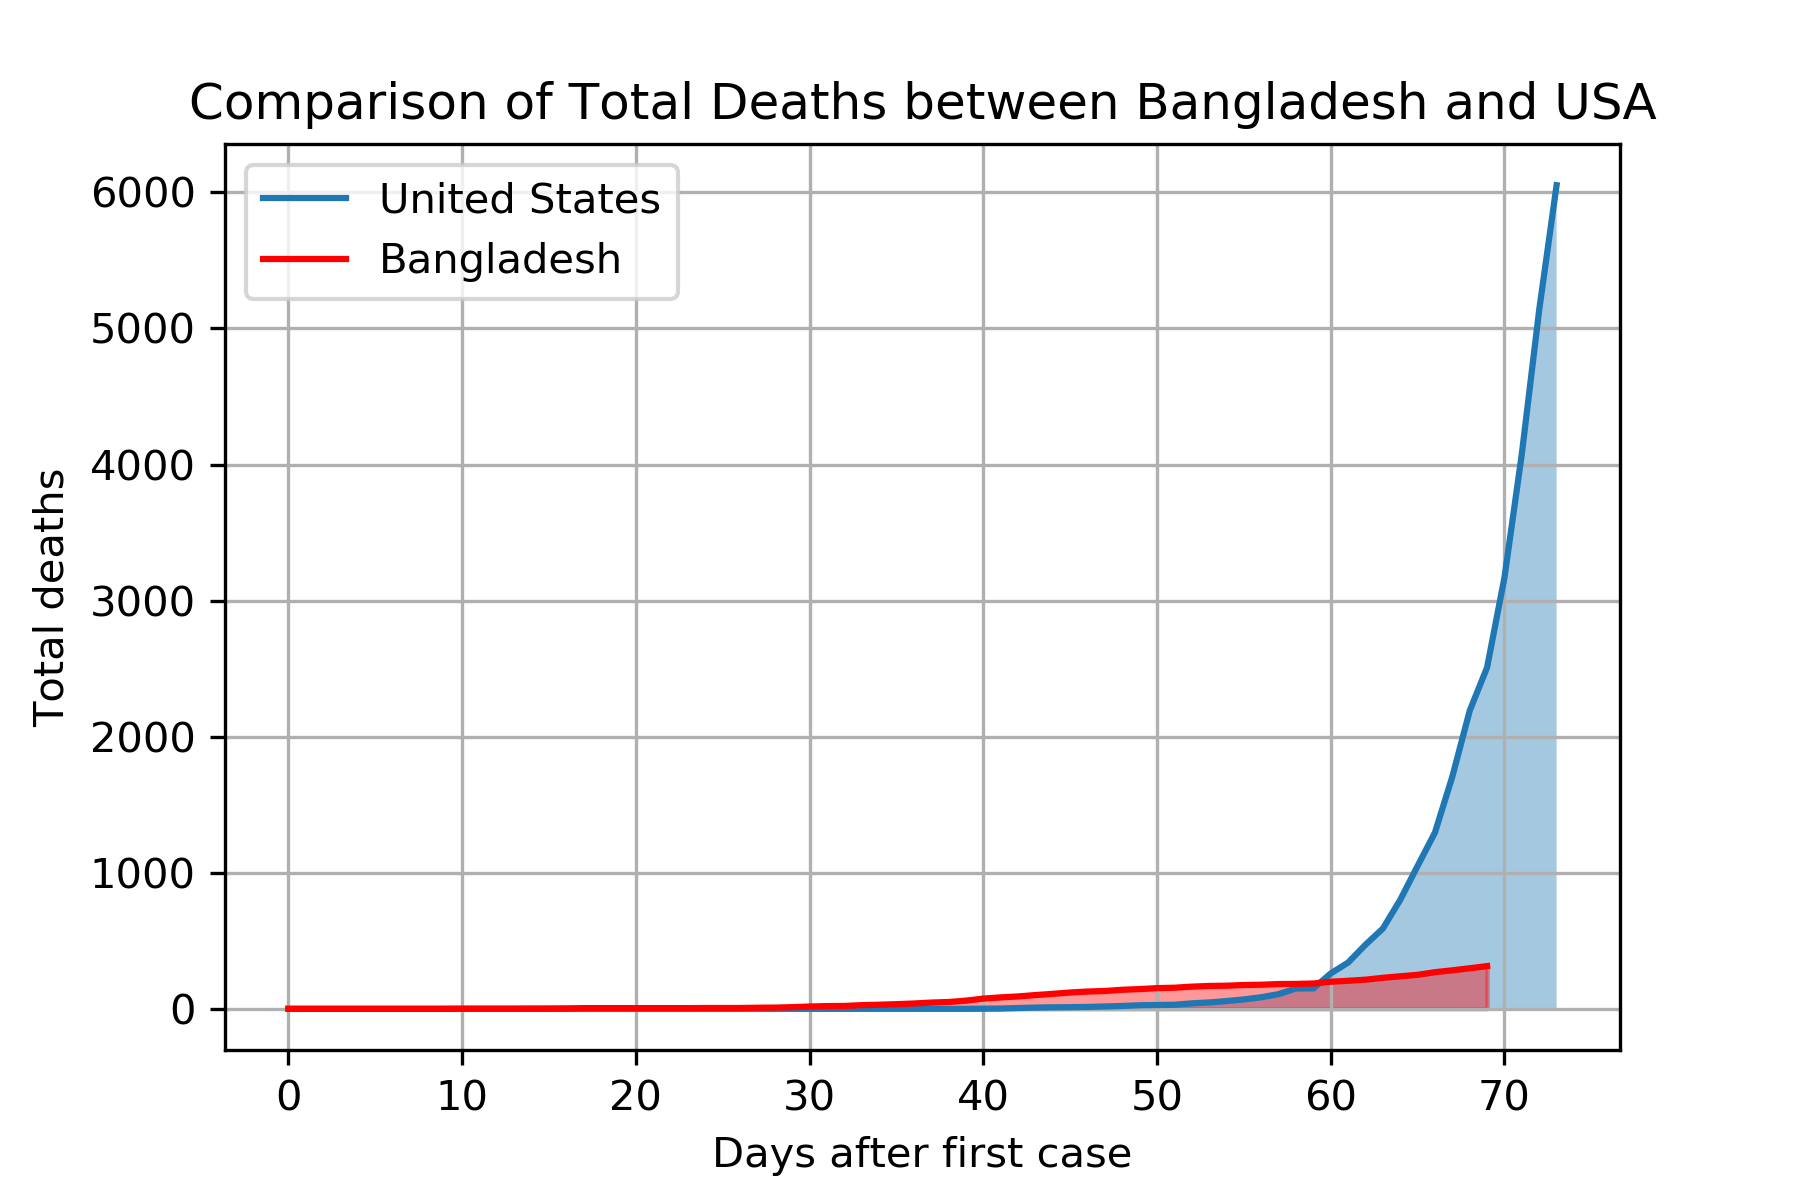 Comparison of Total Deaths between Bangladesh and USA
United States
Bangladesh
6000
5000
4000
3000
2000
1000
0
Total deaths
0 10 20 30 40 50 60 70
Days after first case